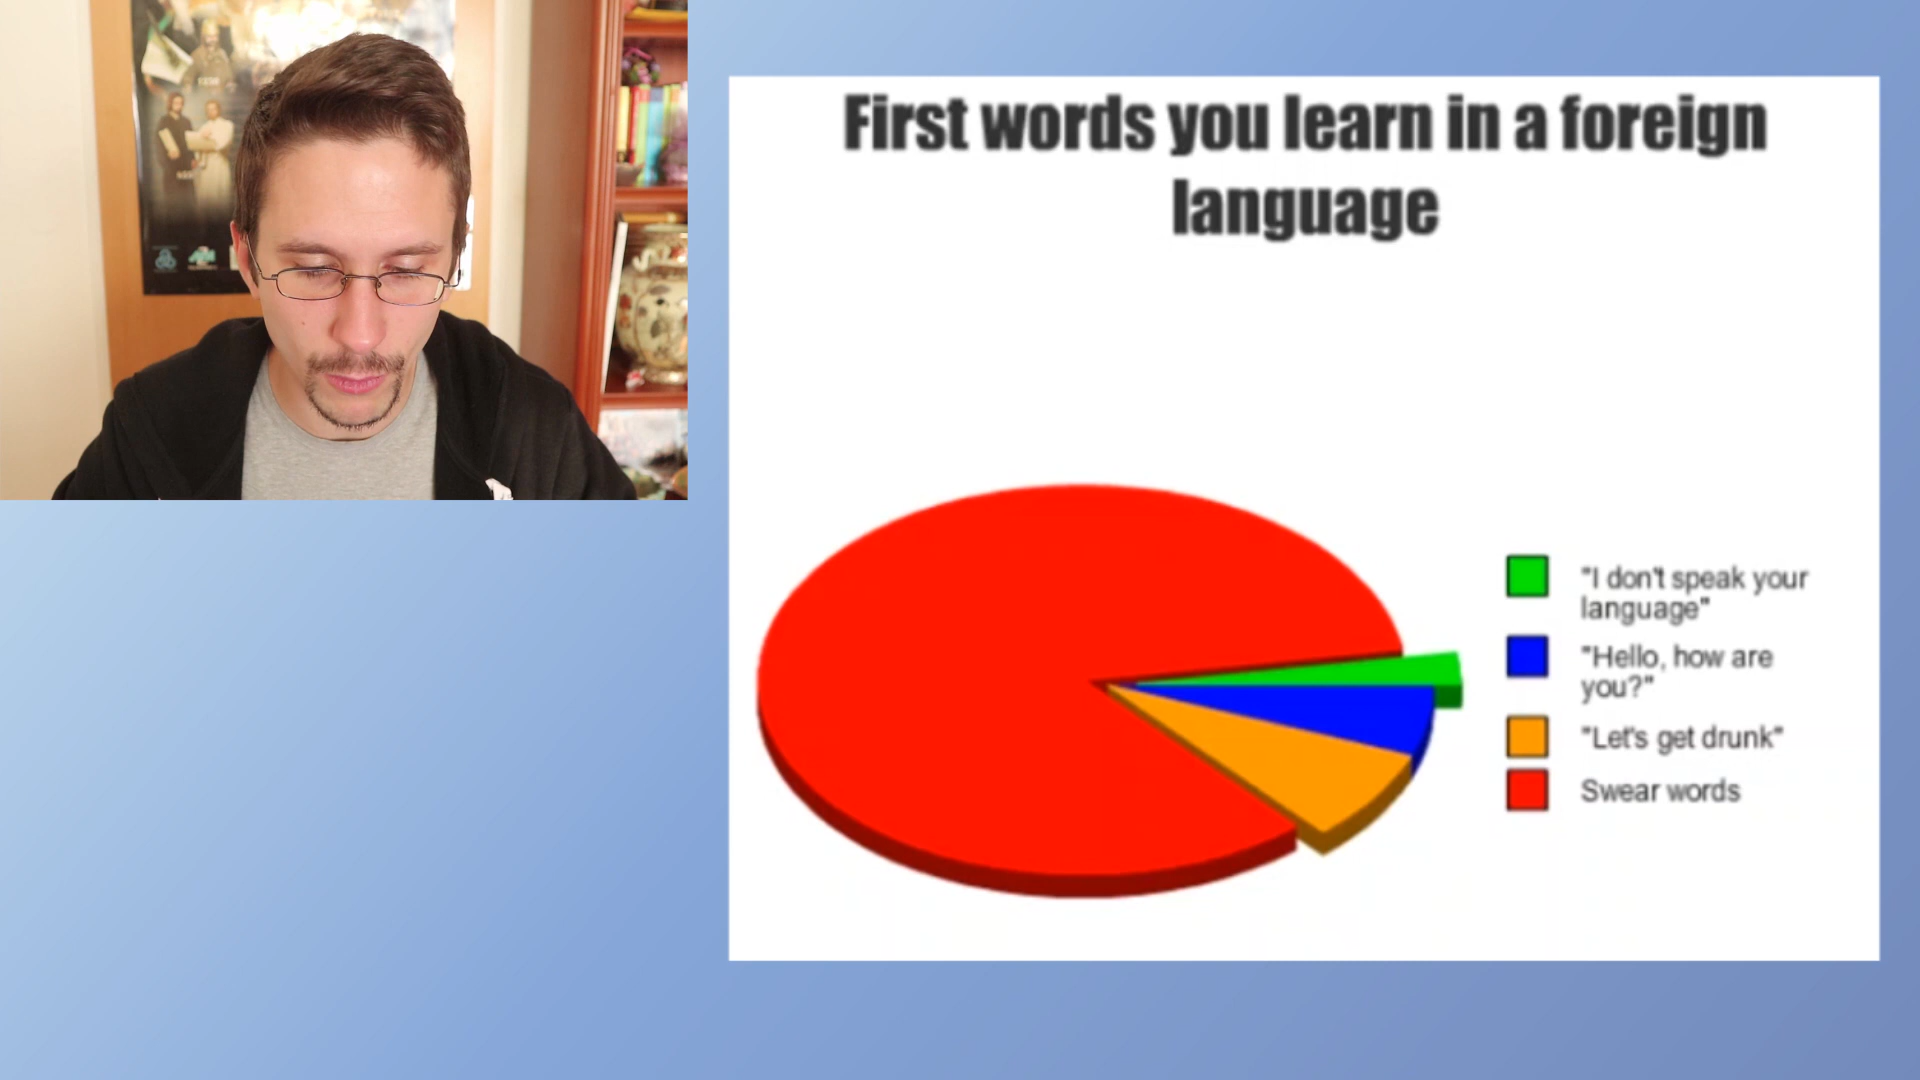 First words you learn in a foreign
language
"I don't speak your
language"
"Hello, how are
you?"
"Let's get drunk"
Swear words